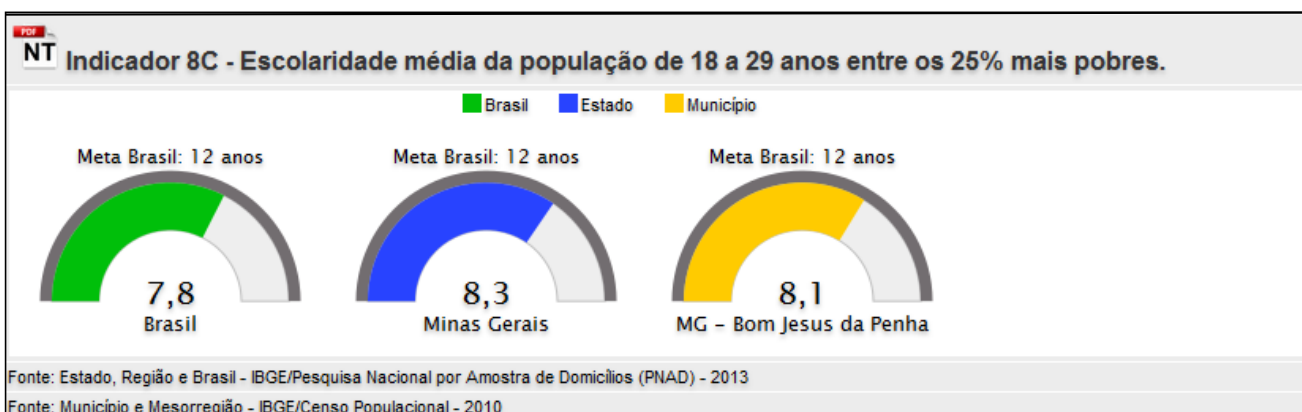 PDF
NT
Indicador 8C - Escolaridade média da população de 18 a 29 anos entre os 25% mais pobres.
Brasil Estado Município
Meta Brasil: 12 anos Meta Brasil: 12 anos Meta Brasil: 12 anos
7,8 8,3 8,1
Brasil Minas Gerais MG – Bom Jesus da Penha
Fonte: Estado, Região e Brasil - IBGE/Pesquisa Nacional por Amostra de Domicílios (PNAD) - 2013
Fonte: Município e Mesorregião - IBGE/Censo Populacional - 2010